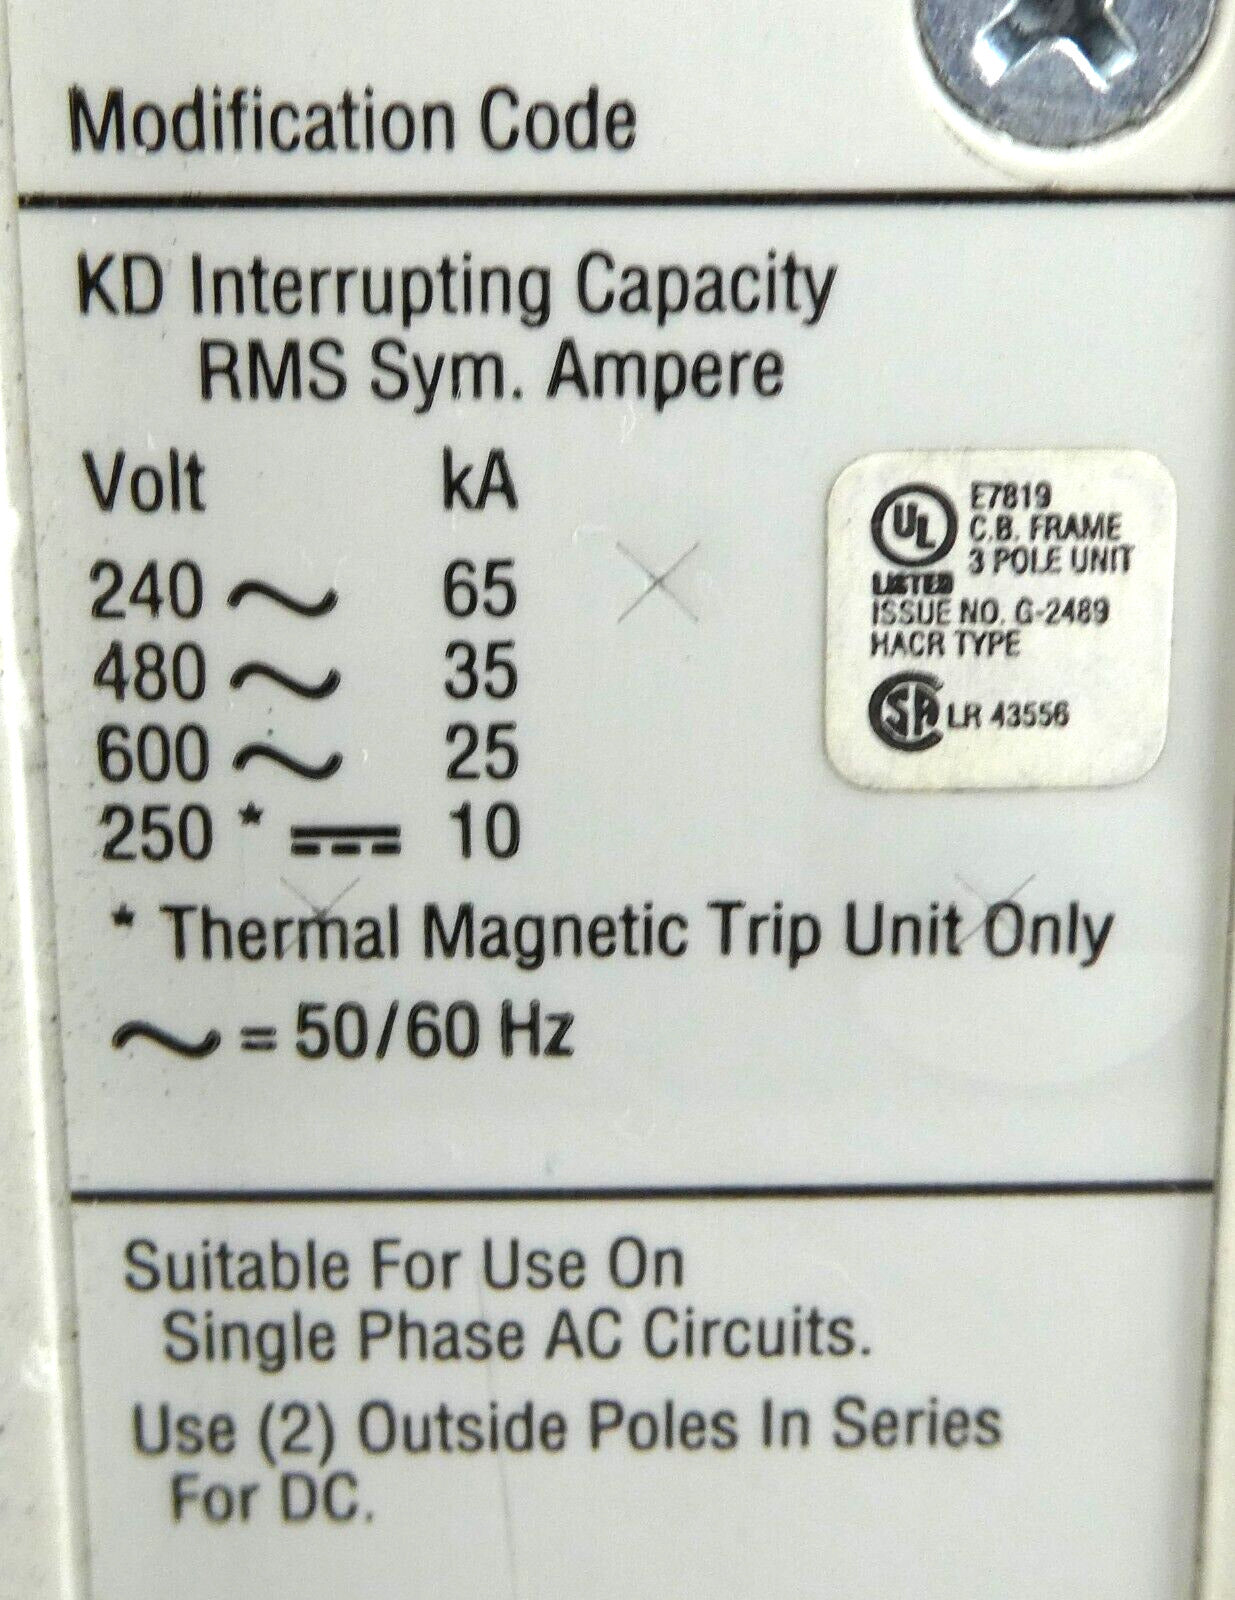 Modification Code
KD Interrupting Capacity
RMS Sym. Ampere
Volt kA
240 ~ 65
480 ~ 35
600 ~ 25
250 * ⎓ 10
* Thermal Magnetic Trip Unit Only
~ = 50/60 Hz
UL
LISTED
E7819
C.B. FRAME
3 POLE UNIT
ISSUE NO. G-2489
HACR TYPE
SA LR 43556
Suitable For Use On
Single Phase AC Circuits.
Use (2) Outside Poles In Series
For DC.